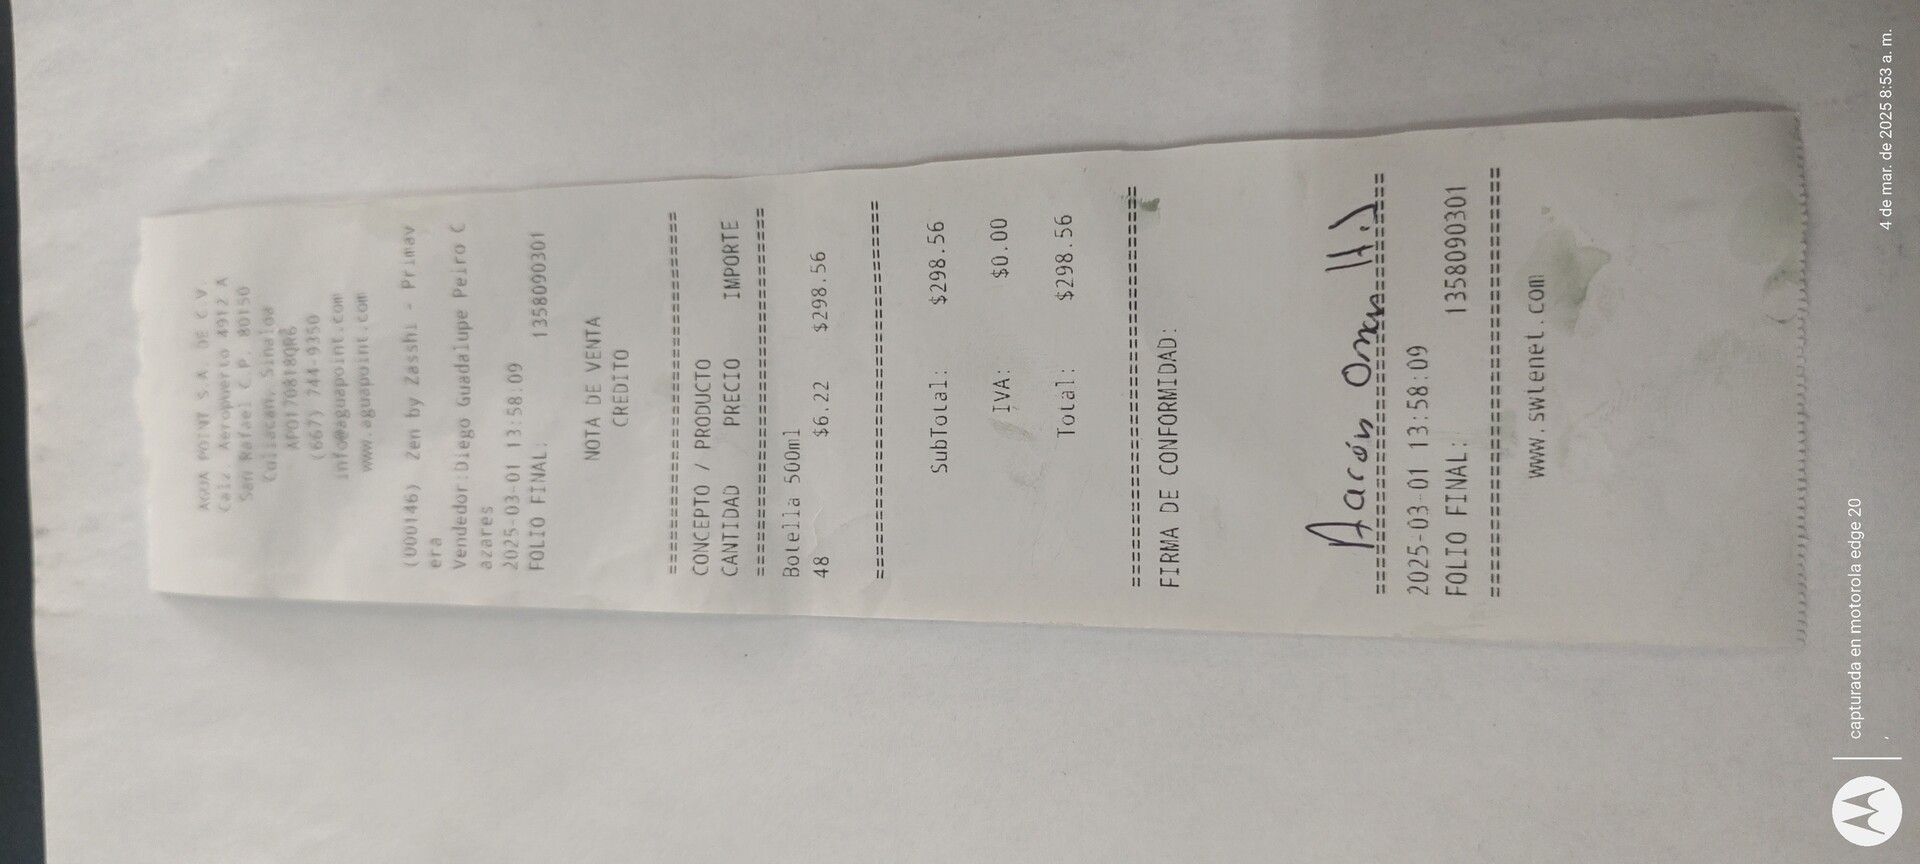 AGUA POINT S.A. DE C.V.
Calz. Aeropuerto 4912 A
San Rafael C.P. 80150
Culiacan, Sinaloa
APO170818QR6
(667) 744-9350
info@aguapoint.com
www.aguapoint.com
(000146) Zen by Zasshi - Primav
era
Vendedor:Diego Guadalupe Peiro C
azares
2025-03-01 13:58:09
FOLIO FINAL: 1358090301
NOTA DE VENTA
CREDITO
================================
CONCEPTO / PRODUCTO
CANTIDAD PRECIO IMPORTE
================================
Botella 500ml
48 $6.22 $298.56
================================
SubTotal: $298.56
IVA: $0.00
Total: $298.56
================================
FIRMA DE CONFORMIDAD:
Aarón Omar H.J
================================
2025-03-01 13:58:09
FOLIO FINAL: 1358090301
================================
www.swienet.com
capturada en motorola edge 20
, 4 de mar. de 2025 8:53 a. m.